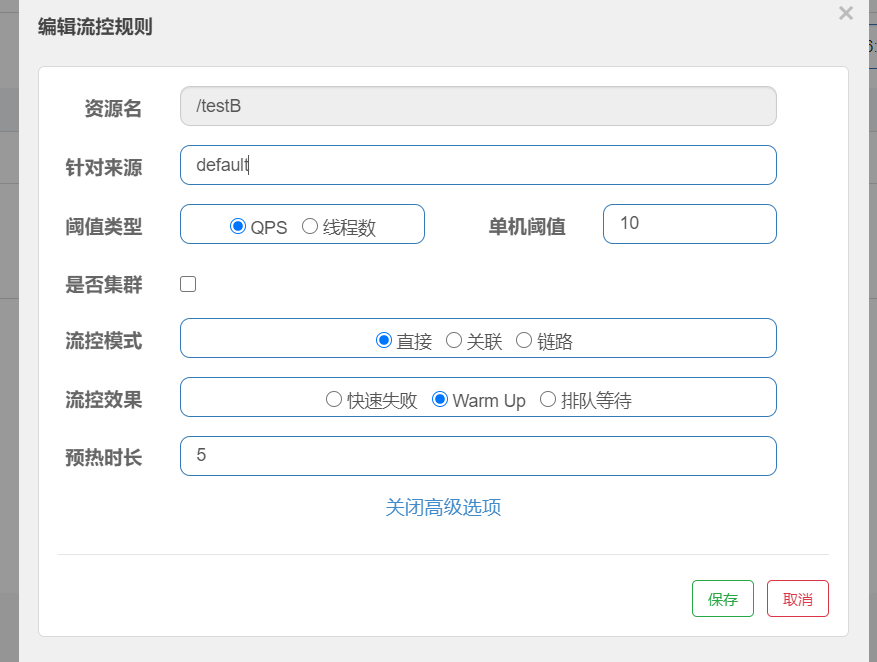 编辑流控规则 ×
资源名 /testB
针对来源 default
阈值类型 QPS 线程数 单机阈值 10
是否集群
流控模式 直接 关联 链路
流控效果 快速失败 Warm Up 排队等待
预热时长 5
关闭高级选项
保存 取消